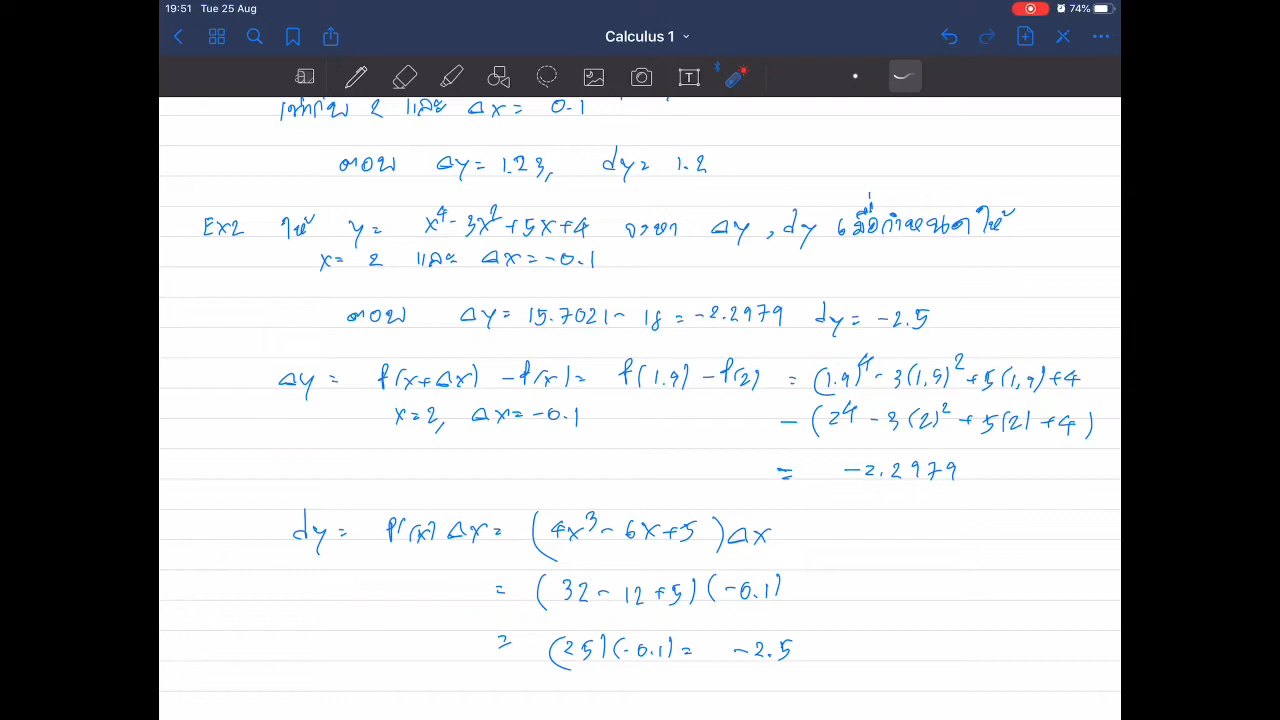 19:51 Tue 25 Aug 74%
Calculus 1
T
เท่ากับ 2 และ Δx = 0.1
ตอบ Δy = 1.23, dy = 1.2
Ex2 ให้ y = x⁴ - 3x² + 5x + 4 จงหา Δy, dy เมื่อกำหนดให้
x = 2 และ Δx = -0.1
ตอบ Δy = 15.7021 - 18 = -2.2979 dy = -2.5
Δy = f(x+Δx) - f(x) = f(1.9) - f(2) = (1.9)⁴ - 3(1.9)² + 5(1.9) + 4
x = 2, Δx = -0.1 - (2⁴ - 3(2)² + 5(2) + 4)
= -2.2979
dy = f'(x) Δx = (4x³ - 6x + 5)Δx
= (32 - 12 + 5)(-0.1)
= (25)(-0.1) = -2.5